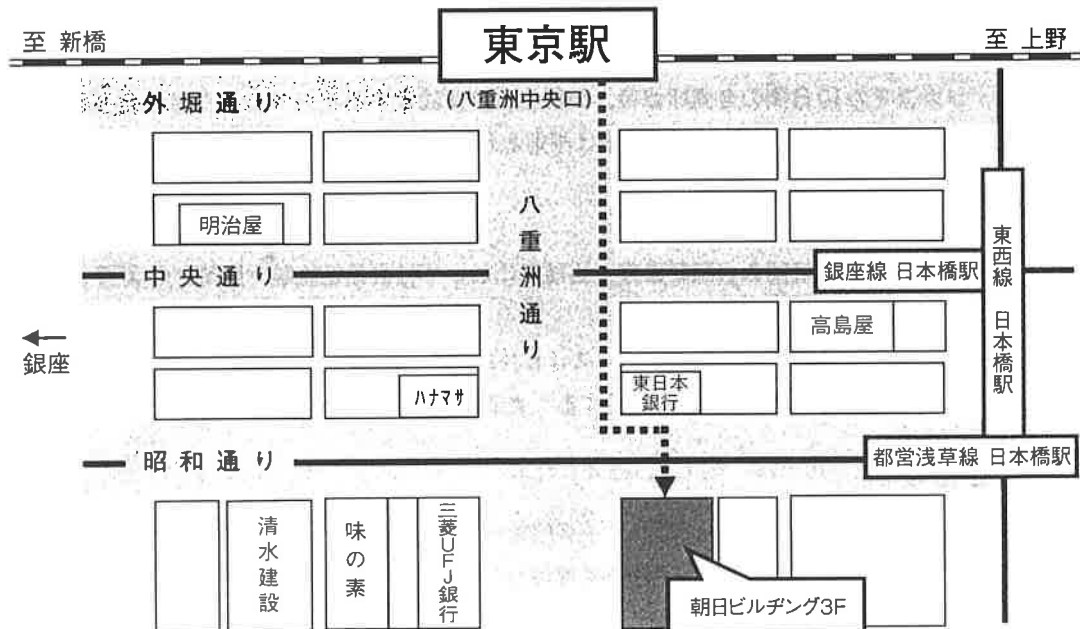 東京駅
至 新橋
至 上野
外堀通り
(八重洲中央口)
八重洲通り
明治屋
中央通り
銀座線 日本橋駅
東西線 日本橋駅
高島屋
銀座
ハナマサ
東日本
銀行
昭和通り
都営浅草線 日本橋駅
清水建設
味の素
三菱UFJ銀行
朝日ビルヂング3F